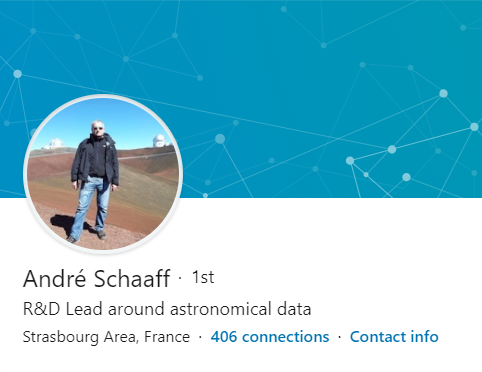 André Schaaff · 1st
R&D Lead around astronomical data
Strasbourg Area, France · 406 connections · Contact info